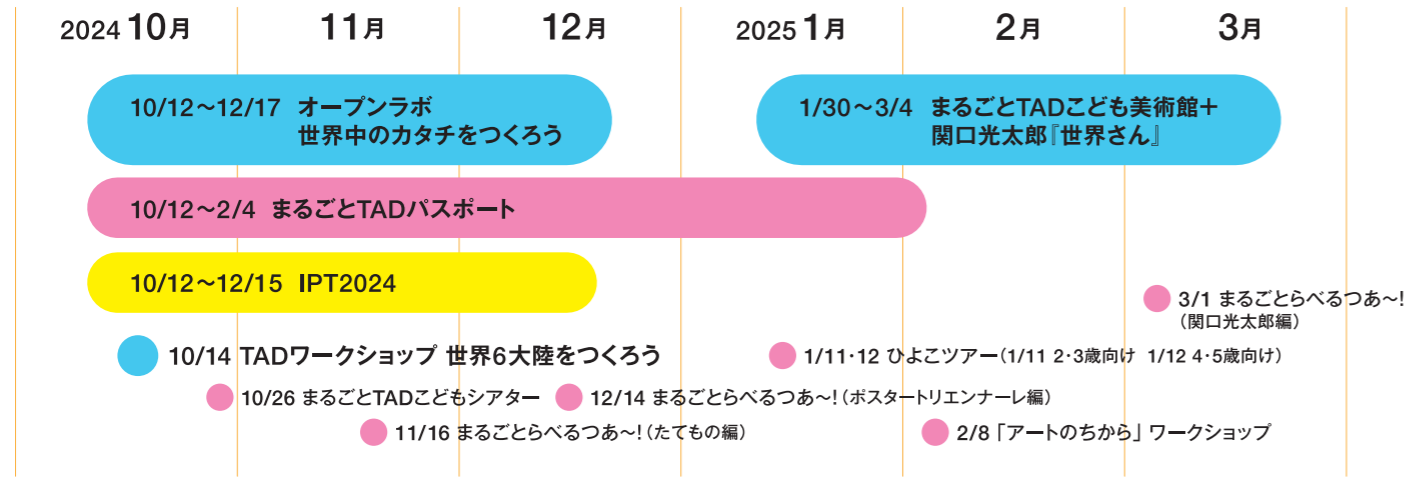 2024 10月 11月 12月 2025 1月 2月 3月
10/12〜12/17 オープンラボ
世界中のカタチをつくろう
1/30〜3/4 まるごとTADこども美術館＋
関口光太郎『世界さん』
10/12〜2/4 まるごとTADパスポート
10/12〜12/15 IPT2024
3/1 まるごとらべるつあ〜!
（関口光太郎編）
10/14 TADワークショップ 世界6大陸をつくろう
1/11・12 ひよこツアー（1/11 2・3歳向け 1/12 4・5歳向け）
10/26 まるごとTADこどもシアター
12/14 まるごとらべるつあ〜!（ポスタートリエンナーレ編）
11/16 まるごとらべるつあ〜!（たてもの編）
2/8 「アートのちから」 ワークショップ